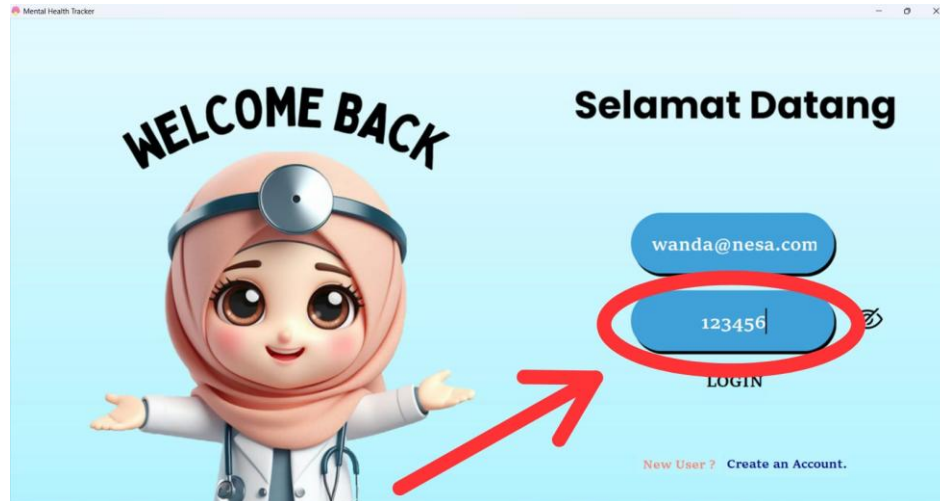 Mental Health Tracker
WELCOME BACK
Selamat Datang
wanda@nesa.com
123456
LOGIN
New User ? Create an Account.